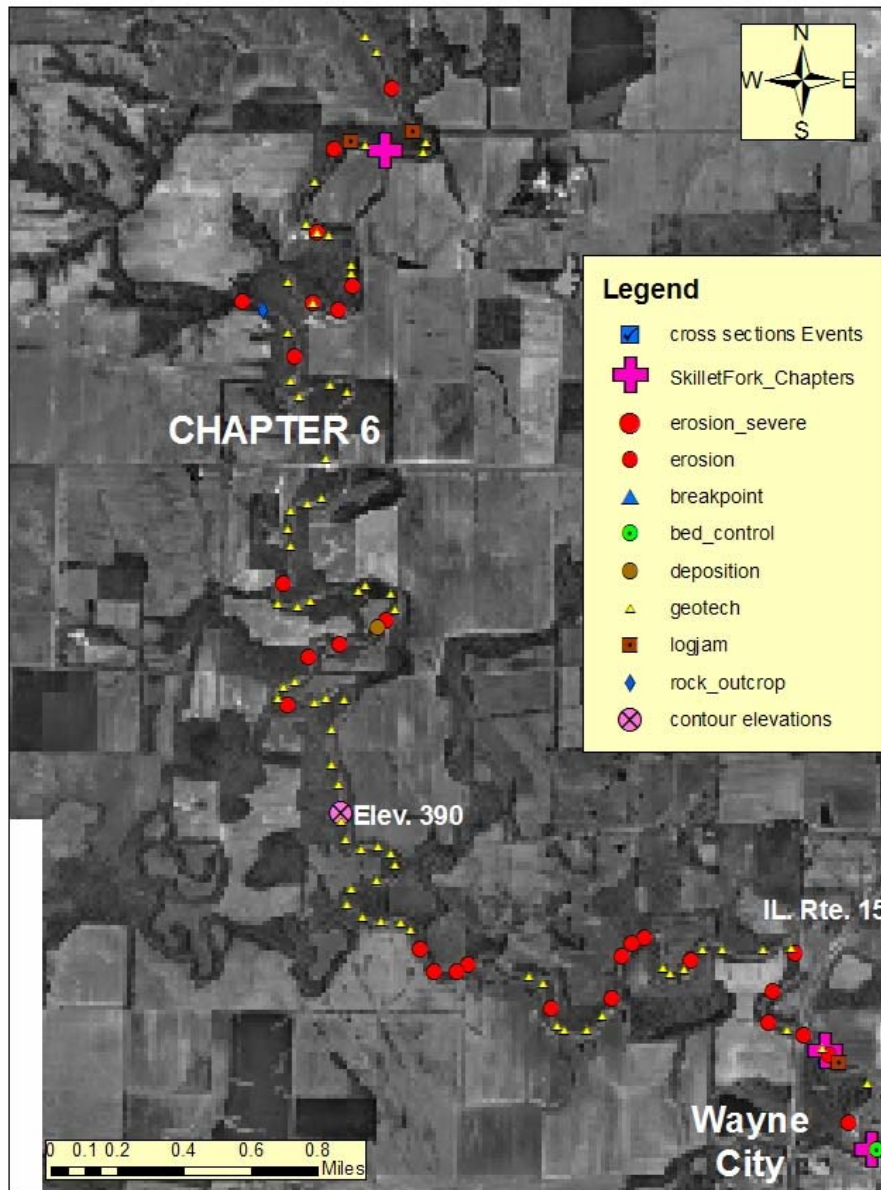 N
W E
S
Legend
cross sections Events
SkilletFork_Chapters
erosion_severe
erosion
breakpoint
bed_control
deposition
geotech
logjam
rock_outcrop
contour elevations
CHAPTER 6
Elev. 390
IL. Rte. 15
Wayne
City
0 0.1 0.2 0.4 0.6 0.8
Miles